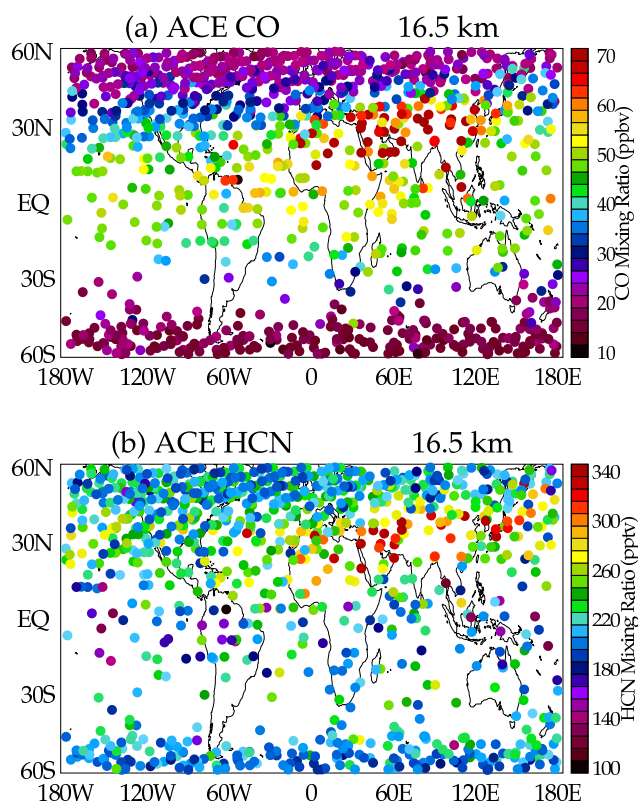 (a) ACE CO 16.5 km
60N
30N
EQ
30S
60S
180W 120W 60W 0 60E 120E 180E
70
60
50
40
30
20
10
CO Mixing Ratio (ppbv)
(b) ACE HCN 16.5 km
60N
30N
EQ
30S
60S
180W 120W 60W 0 60E 120E 180E
340
300
260
220
180
140
100
HCN Mixing Ratio (pptv)